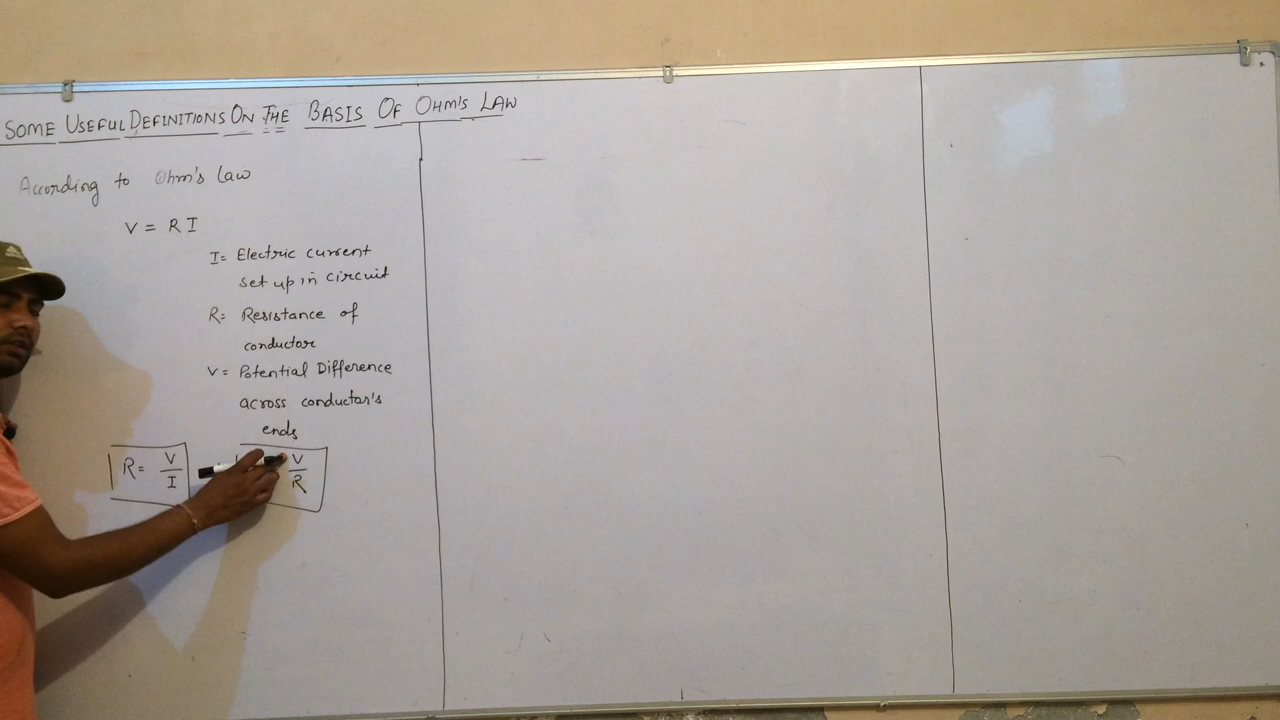 SOME USEFUL DEFINITIONS ON THE BASIS OF OHM'S LAW
According to Ohm's Law
V = R I
I = Electric current
set up in circuit
R = Resistance of
conductor
V = Potential Difference
across conductor's
ends
R = V/I
V/R